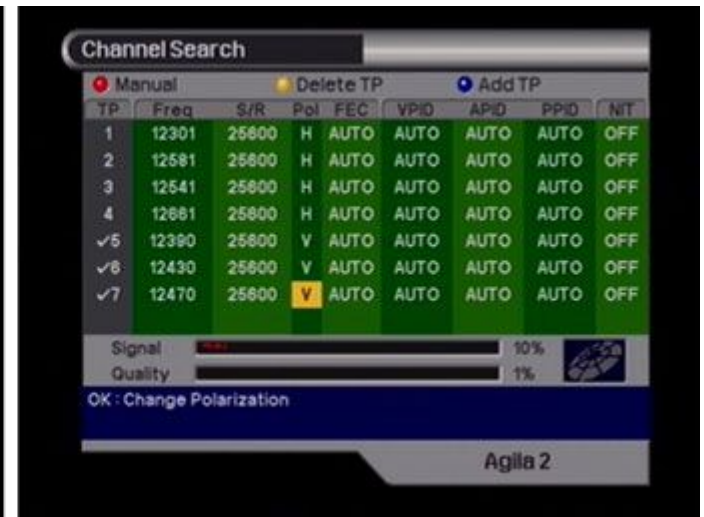 Channel Search
Manual Delete TP Add TP
TP Freq S/R Pol FEC VPID APID PPID NIT
1 12301 25600 H AUTO AUTO AUTO AUTO OFF
2 12581 25600 H AUTO AUTO AUTO AUTO OFF
3 12541 25600 H AUTO AUTO AUTO AUTO OFF
4 12661 25600 H AUTO AUTO AUTO AUTO OFF
✓5 12390 25600 V AUTO AUTO AUTO AUTO OFF
✓6 12430 25600 V AUTO AUTO AUTO AUTO OFF
✓7 12470 25600 V AUTO AUTO AUTO AUTO OFF
Signal 10%
Quality 1%
OK : Change Polarization
Agila 2